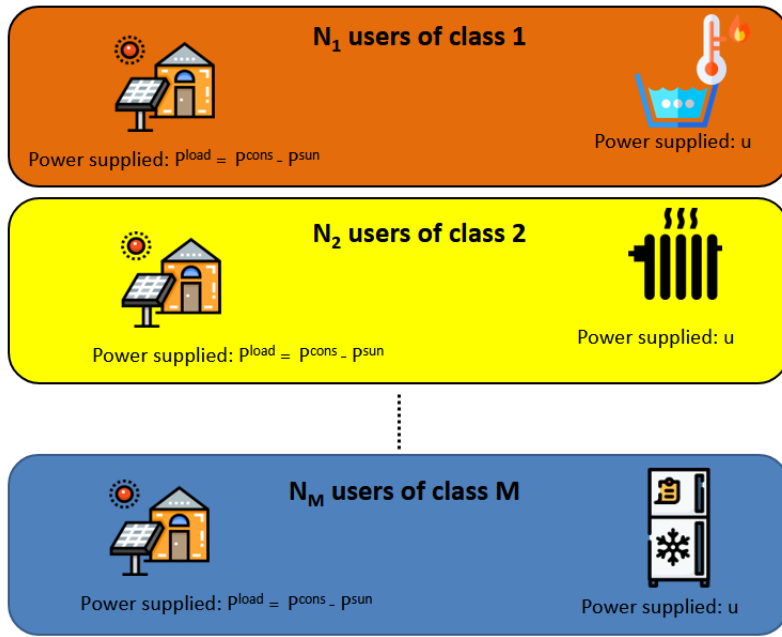 N₁ users of class 1
Power supplied: u
Power supplied: Pˡᵒᵃᵈ = Pᶜᵒⁿˢ - Pˢᵘⁿ
N₂ users of class 2
Power supplied: u
Power supplied: Pˡᵒᵃᵈ = Pᶜᵒⁿˢ - Pˢᵘⁿ
N_M users of class M
Power supplied: Pˡᵒᵃᵈ = Pᶜᵒⁿˢ - Pˢᵘⁿ
Power supplied: u